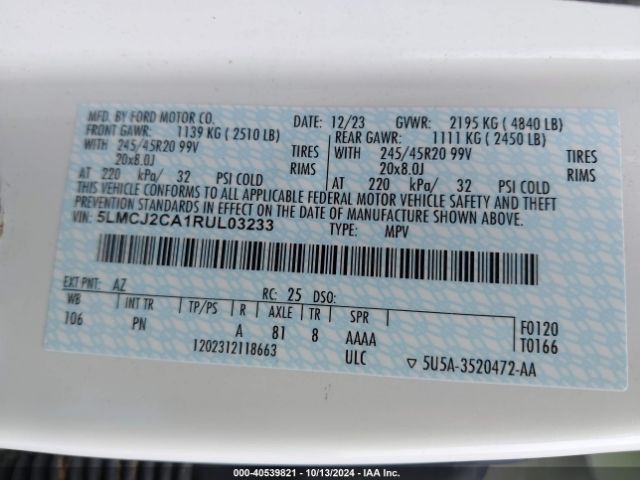 MFD. BY FORD MOTOR CO. DATE: 12/23 GVWR: 2195 KG ( 4840 LB)
FRONT GAWR: 1139 KG ( 2510 LB) REAR GAWR: 1111 KG ( 2450 LB)
WITH 245/45R20 99V TIRES WITH 245/45R20 99V TIRES
20x8.0J RIMS 20x8.0J RIMS
AT 220 kPa/ 32 PSI COLD AT 220 kPa/ 32 PSI COLD
THIS VEHICLE CONFORMS TO ALL APPLICABLE FEDERAL MOTOR VEHICLE SAFETY AND THEFT
PREVENTION STANDARDS IN EFFECT ON THE DATE OF MANUFACTURE SHOWN ABOVE.
VIN: 5LMCJ2CA1RUL03233 TYPE: MPV
EXT PNT: AZ RC: 25 DSO:
WB INT TR TP/PS R AXLE TR SPR
106 PN A 81 8 AAAA F0120
1202312118663 ULC T0166
▽ 5U5A-3520472-AA
000-40539821 - 10/13/2024 - IAA Inc.